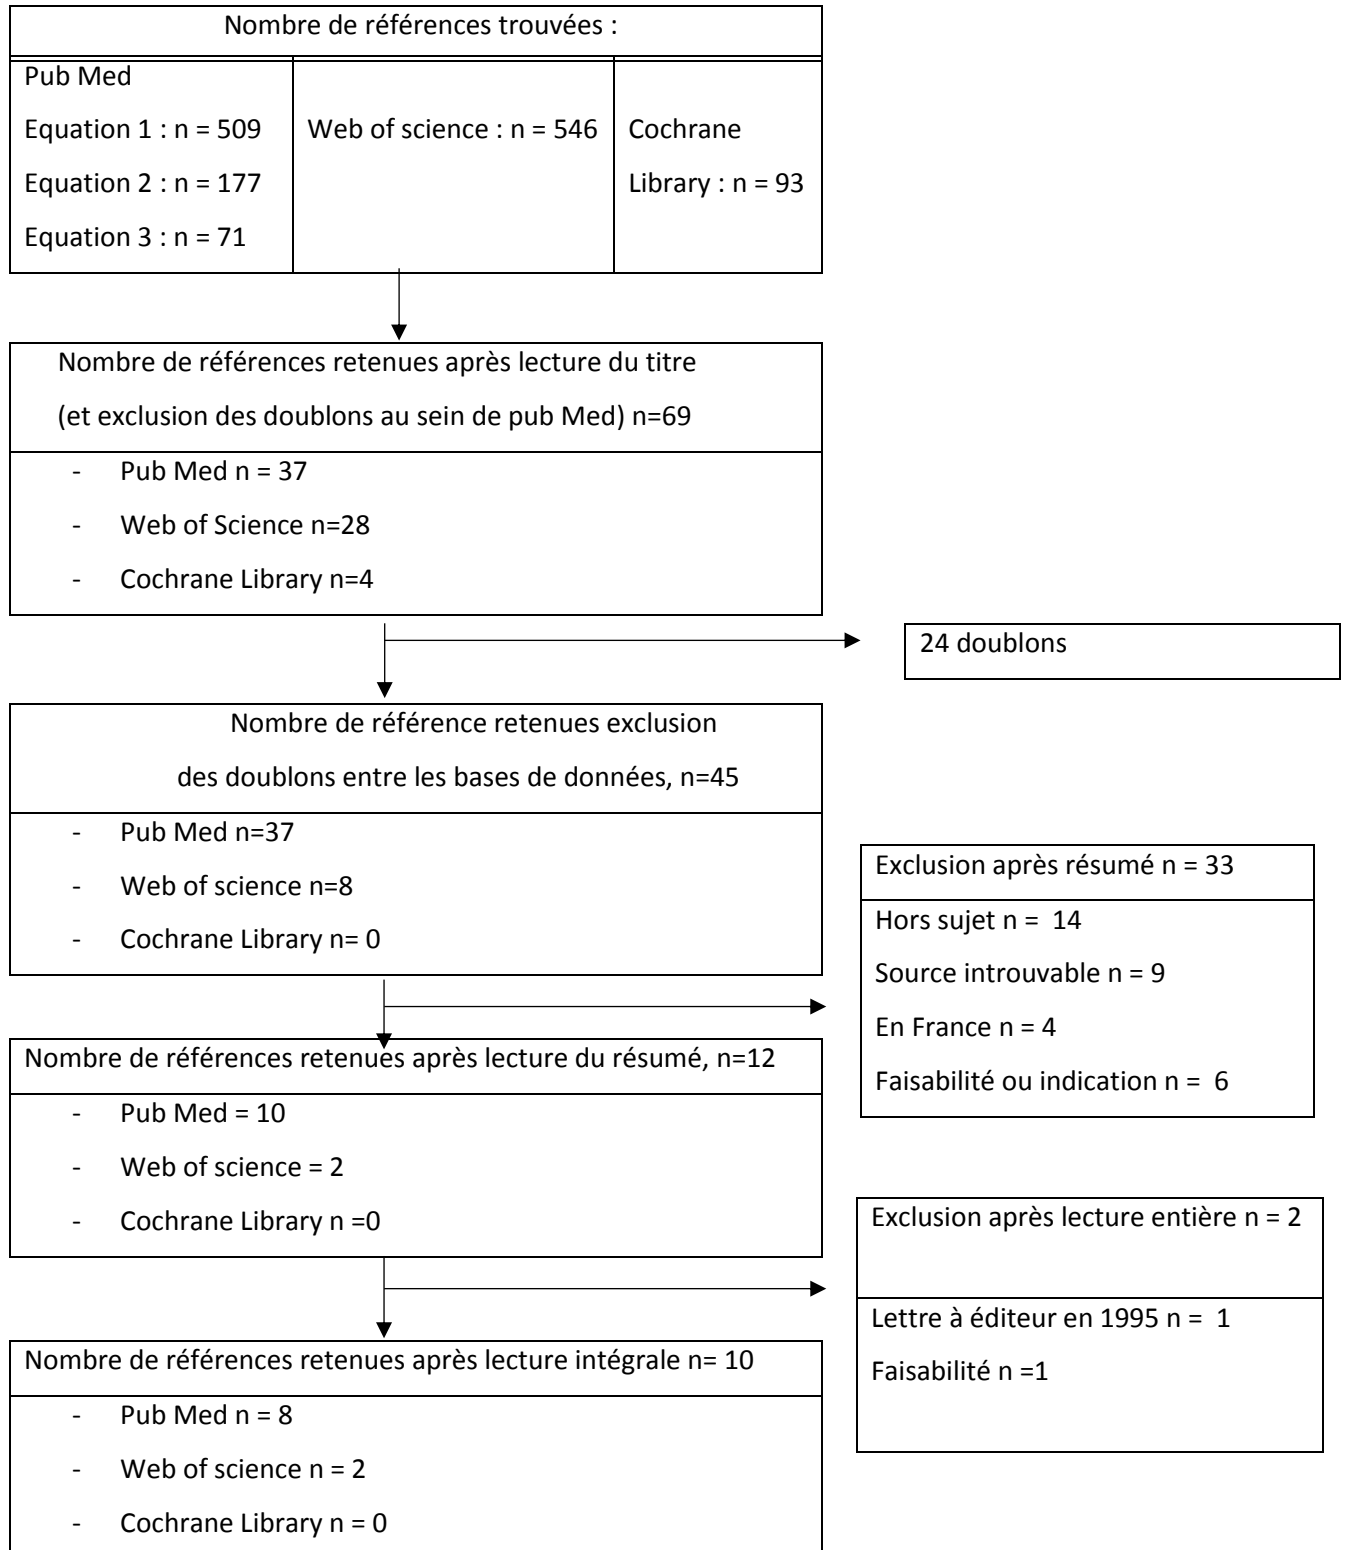 Nombre de références trouvées :
Pub Med
Equation 1 : n = 509
Equation 2 : n = 177
Equation 3 : n = 71
Web of science : n = 546
Cochrane
Library : n = 93
Nombre de références retenues après lecture du titre
(et exclusion des doublons au sein de pub Med) n=69
- Pub Med n = 37
- Web of Science n=28
- Cochrane Library n=4
24 doublons
Nombre de référence retenues exclusion
des doublons entre les bases de données, n=45
- Pub Med n=37
- Web of science n=8
- Cochrane Library n= 0
Exclusion après résumé n = 33
Hors sujet n = 14
Source introuvable n = 9
En France n = 4
Faisabilité ou indication n = 6
Nombre de références retenues après lecture du résumé, n=12
- Pub Med = 10
- Web of science = 2
- Cochrane Library n =0
Exclusion après lecture entière n = 2
Lettre à éditeur en 1995 n = 1
Faisabilité n =1
Nombre de références retenues après lecture intégrale n= 10
- Pub Med n = 8
- Web of science n = 2
- Cochrane Library n = 0